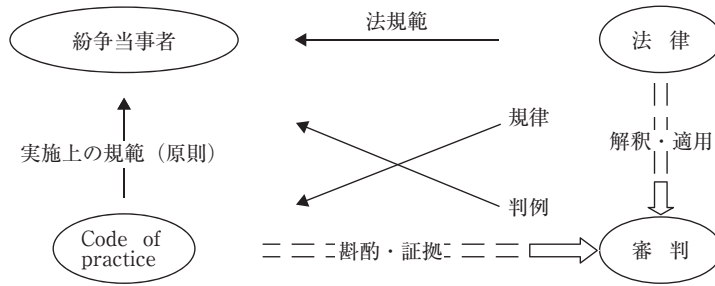 法規範
紛争当事者
法　律
規律
実施上の規範（原則）
解釈・適用
判例
Code of
practice
斟酌・証拠
審　判